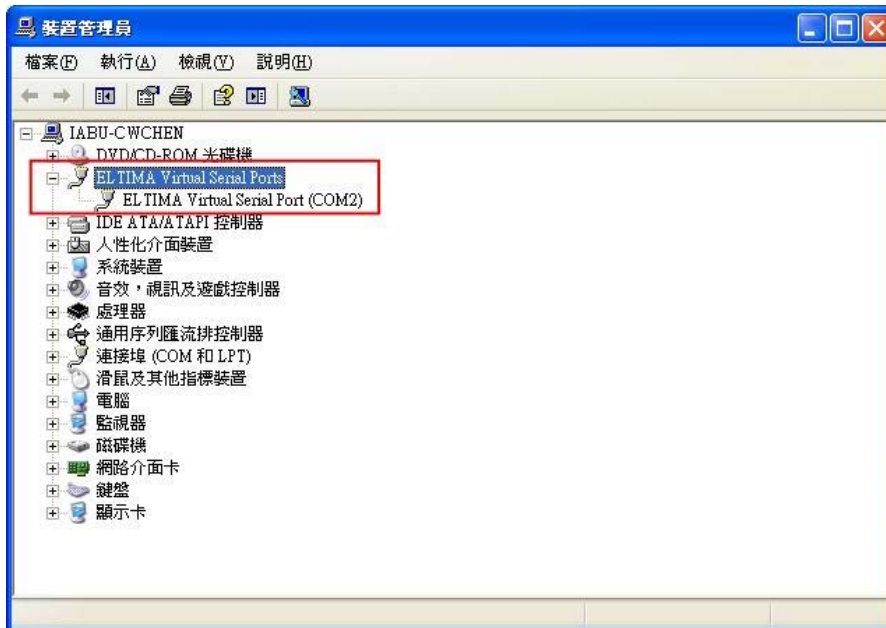 裝置管理員
檔案(F) 執行(A) 檢視(V) 說明(H)
IABU-CWCHEN
DVD/CD-ROM 光碟機
ELTIMA Virtual Serial Ports
ELTIMA Virtual Serial Port (COM2)
IDE ATA/ATAPI 控制器
人性化介面裝置
系統裝置
音效，視訊及遊戲控制器
處理器
通用序列匯流排控制器
連接埠 (COM 和 LPT)
滑鼠及其他指標裝置
電腦
監視器
磁碟機
網路介面卡
鍵盤
顯示卡